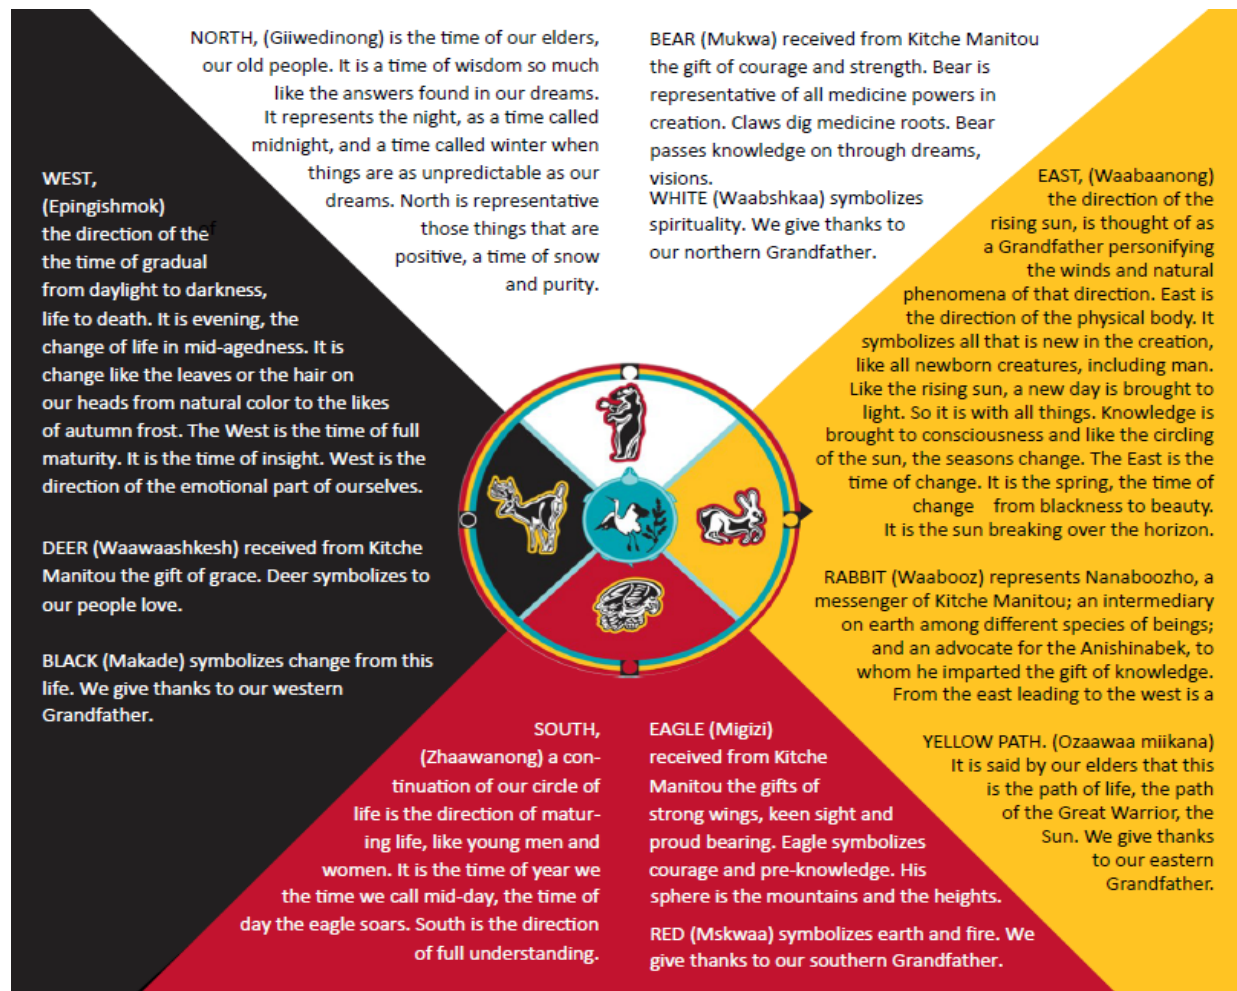 NORTH, (Giiwedinong) is the time of our elders,
our old people. It is a time of wisdom so much
like the answers found in our dreams.
It represents the night, as a time called
midnight, and a time called winter when
things are as unpredictable as our
dreams. North is representative
those things that are
positive, a time of snow
and purity.
BEAR (Mukwa) received from Kitche Manitou
the gift of courage and strength. Bear is
representative of all medicine powers in
creation. Claws dig medicine roots. Bear
passes knowledge on through dreams,
visions.
WHITE (Waabshkaa) symbolizes
spirituality. We give thanks to
our northern Grandfather.
WEST,
(Epingishmok)
the direction of the of
the time of gradual
from daylight to darkness,
life to death. It is evening, the
change of life in mid-agedness. It is
change like the leaves or the hair on
our heads from natural color to the likes
of autumn frost. The West is the time of full
maturity. It is the time of insight. West is the
direction of the emotional part of ourselves.
DEER (Waawaashkesh) received from Kitche
Manitou the gift of grace. Deer symbolizes to
our people love.
BLACK (Makade) symbolizes change from this
life. We give thanks to our western
Grandfather.
EAST, (Waabaanong)
the direction of the
rising sun, is thought of as
a Grandfather personifying
the winds and natural
phenomena of that direction. East is
the direction of the physical body. It
symbolizes all that is new in the creation,
like all newborn creatures, including man.
Like the rising sun, a new day is brought to
light. So it is with all things. Knowledge is
brought to consciousness and like the circling
of the sun, the seasons change. The East is the
time of change. It is the spring, the time of
change from blackness to beauty.
It is the sun breaking over the horizon.
RABBIT (Waabooz) represents Nanaboozho, a
messenger of Kitche Manitou; an intermediary
on earth among different species of beings;
and an advocate for the Anishinabek, to
whom he imparted the gift of knowledge.
From the east leading to the west is a
YELLOW PATH. (Ozaawaa miikana)
It is said by our elders that this
is the path of life, the path
of the Great Warrior, the
Sun. We give thanks
to our eastern
Grandfather.
SOUTH,
(Zhaawanong) a con-
tinuation of our circle of
life is the direction of matur-
ing life, like young men and
women. It is the time of year we
the time we call mid-day, the time of
day the eagle soars. South is the direction
of full understanding.
EAGLE (Migizi)
received from Kitche
Manitou the gifts of
strong wings, keen sight and
proud bearing. Eagle symbolizes
courage and pre-knowledge. His
sphere is the mountains and the heights.
RED (Mskwaa) symbolizes earth and fire. We
give thanks to our southern Grandfather.